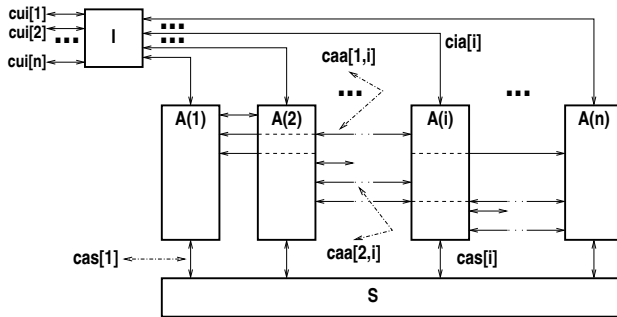 cui[1]
cui[2]
cui[n]
I
cia[i]
caa[1,i]
A(1)
A(2)
A(i)
A(n)
caa[2,i]
cas[1]
cas[i]
S